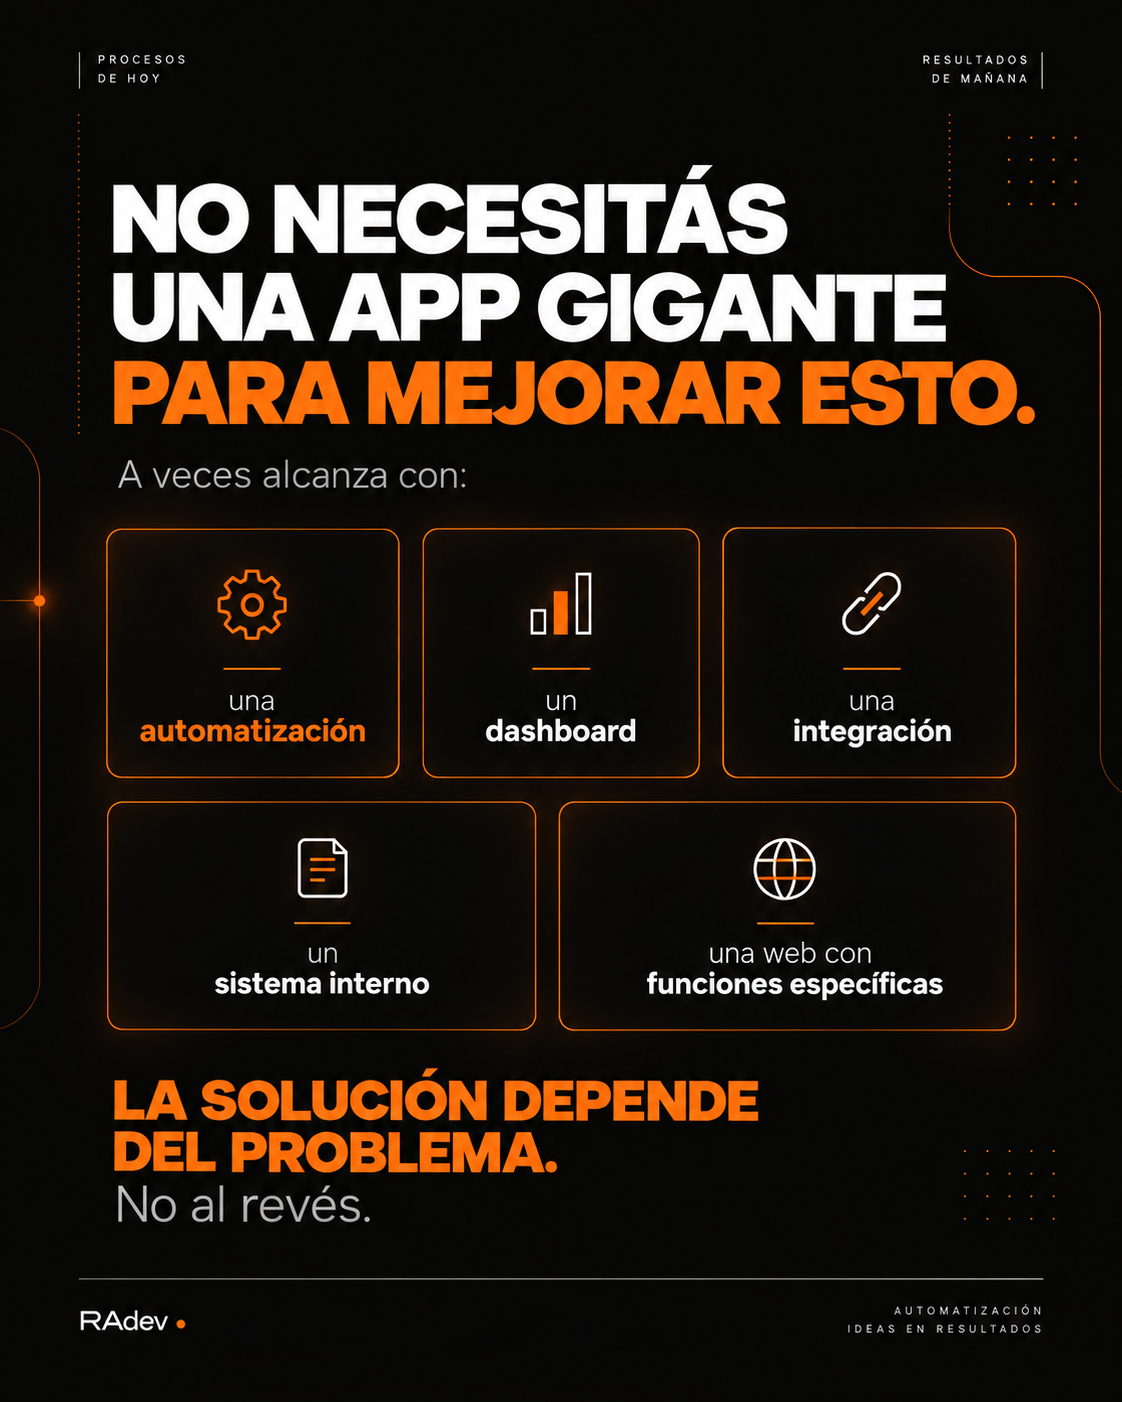 PROCESOS
DE HOY
RESULTADOS
DE MAÑANA
NO NECESITÁS
UNA APP GIGANTE
PARA MEJORAR ESTO.
A veces alcanza con:
una
automatización
un
dashboard
una
integración
un
sistema interno
una web con
funciones específicas
LA SOLUCIÓN DEPENDE
DEL PROBLEMA.
No al revés.
RAdev
AUTOMATIZACIÓN
IDEAS EN RESULTADOS